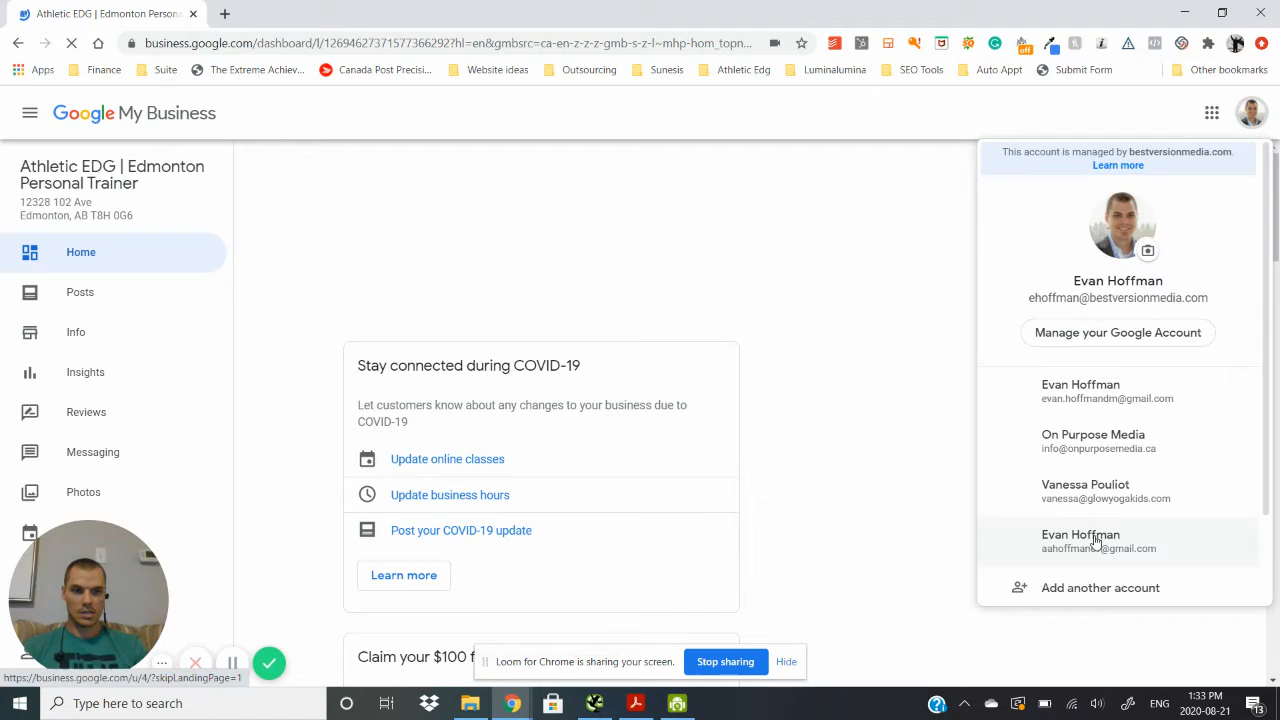 Athletic EDG | Edmonton Personal T
business.google.com/dashboard/l/12694627371577366292?hl=en&gmbsrc=ca-en-z-z-z-gmb-s-z-l~mhp-hom_topn...
off
Apps
Finance
Suite
The Extreme Achiev...
Canada Post Precisi...
Website ideas
Outsourcing
Sunesis
Athletic Edg
Luminalumina
SEO Tools
Auto Appt
Submit Form
Other bookmarks
Google My Business
Athletic EDG | Edmonton
Personal Trainer
12328 102 Ave
Edmonton, AB T8H 0G6
Home
Posts
Info
Insights
Reviews
Messaging
Photos
Stay connected during COVID-19
Let customers know about any changes to your business due to
COVID-19
Update online classes
Update business hours
Post your COVID-19 update
Learn more
Claim your $100 f
This account is managed by bestversionmedia.com.
Learn more
Evan Hoffman
ehoffman@bestversionmedia.com
Manage your Google Account
Evan Hoffman
evan.hoffmandm@gmail.com
On Purpose Media
info@onpurposemedia.ca
Vanessa Pouliot
vanessa@glowyogakids.com
Evan Hoffman
Add another account
Loom for Chrome is sharing your screen.
Stop sharing
Hide
https://business.google.com/u/4/?skipLandingPage=1
Type here to search
1:33 PM
2020-08-21
13